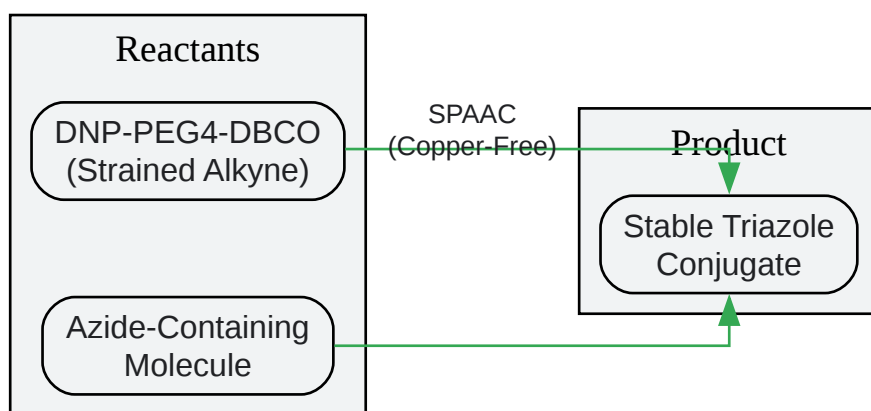 Reactants
DNP-PEG4-DBCO
(Strained Alkyne)
SPAAC
(Copper-Free)
Product
Stable Triazole
Conjugate
Azide-Containing
Molecule